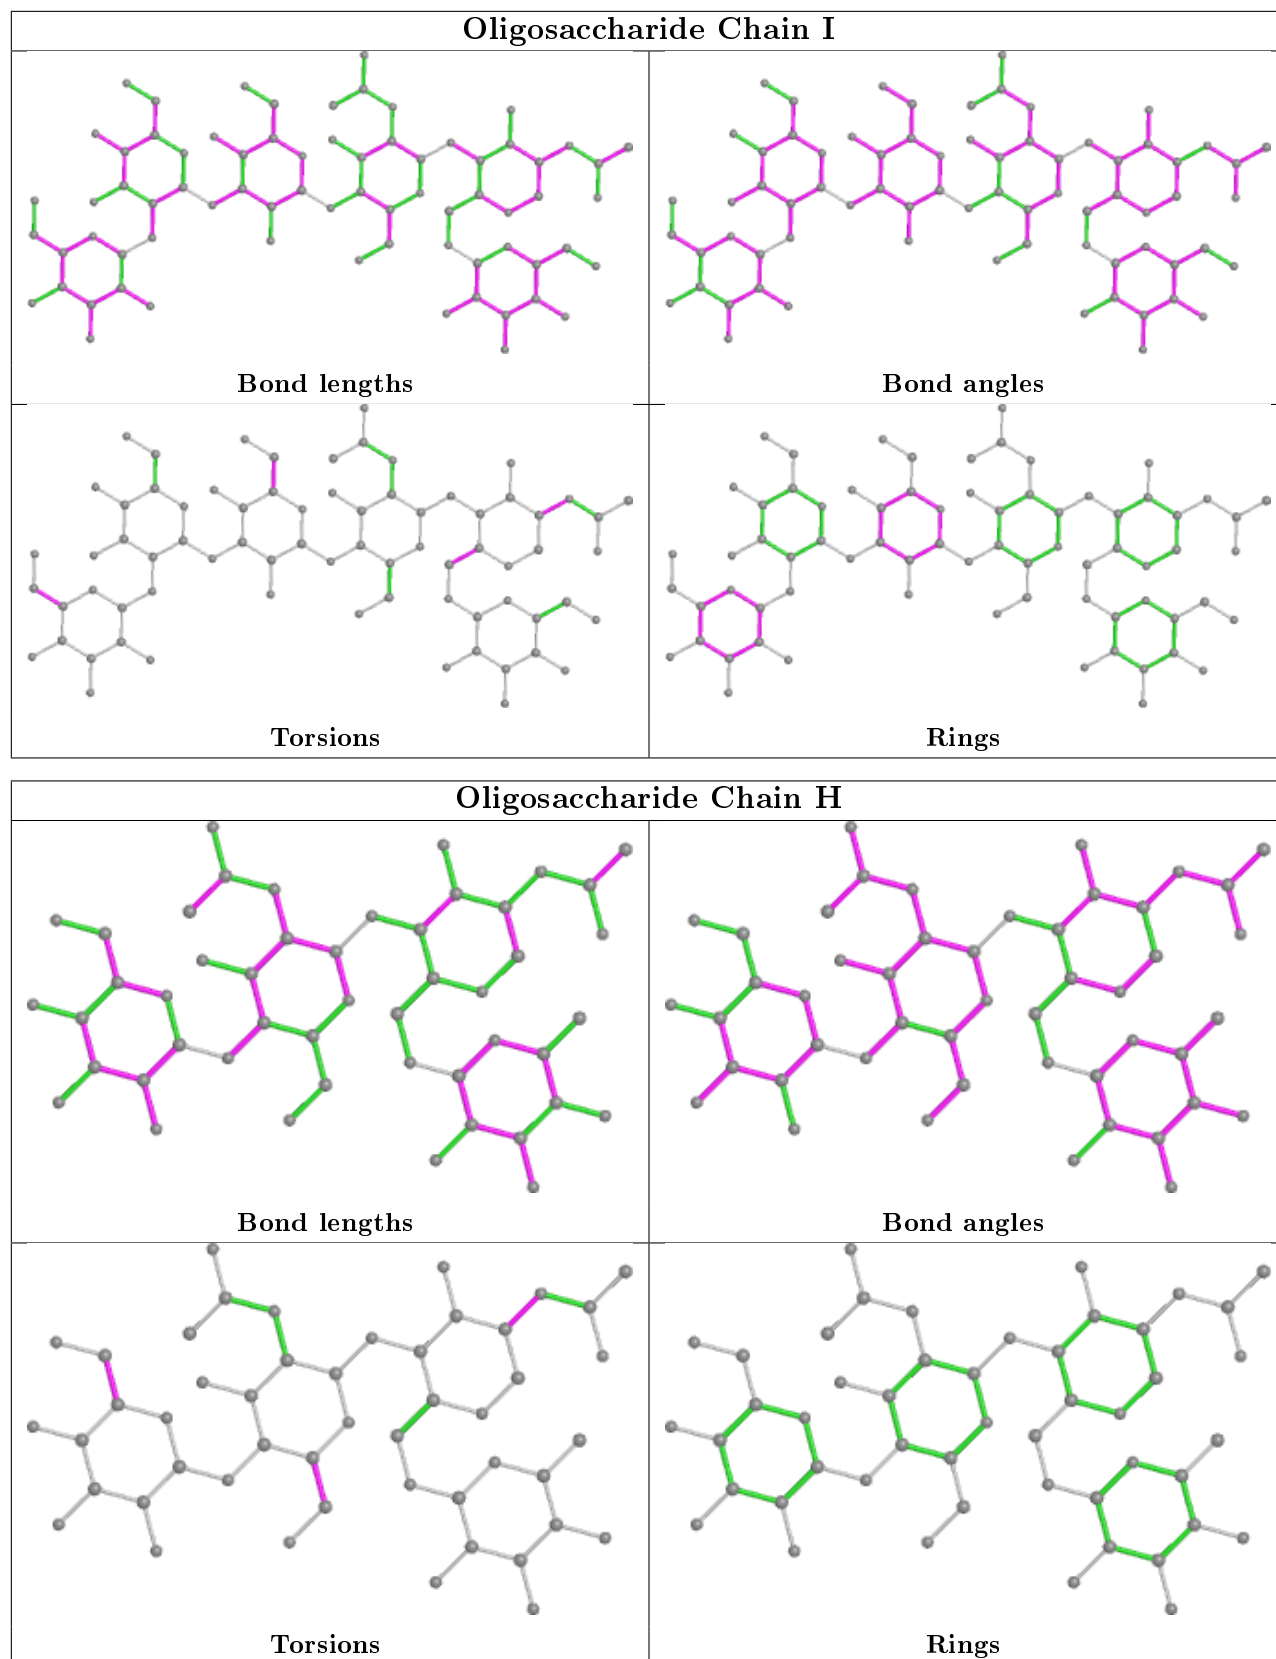 Oligosaccharide Chain I
Bond lengths
Bond angles
Torsions
Rings
Oligosaccharide Chain H
Bond lengths
Bond angles
Torsions
Rings